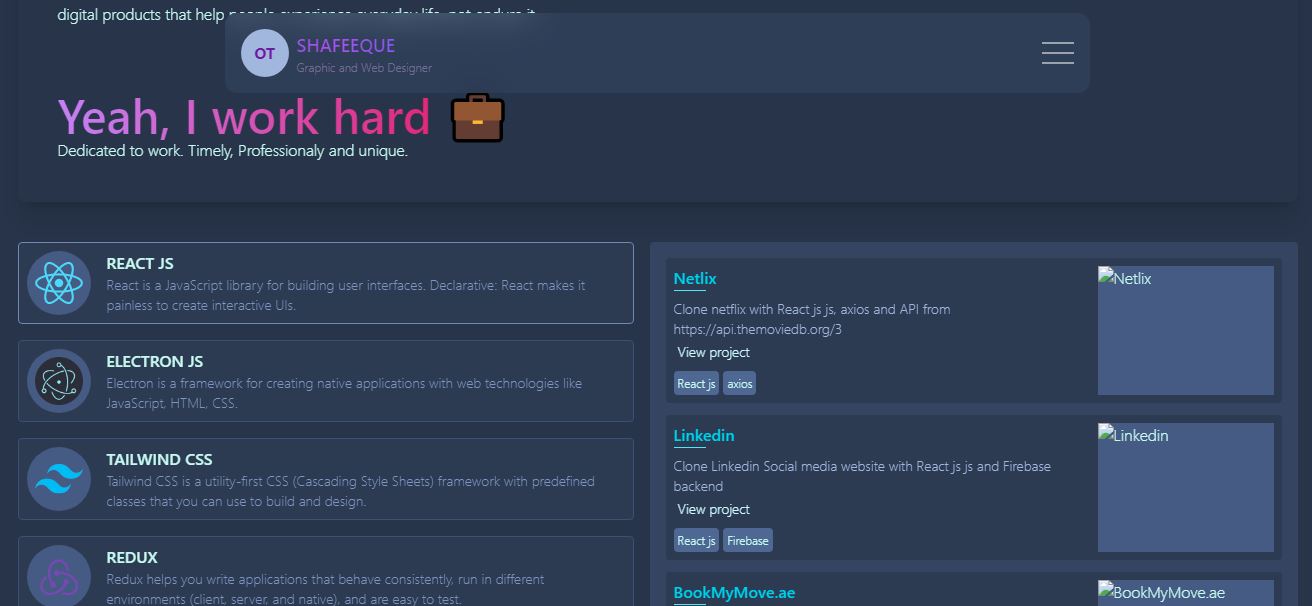 digital products that help people experience everyday life, not endure it.
OT
SHAFEEQUE
Graphic and Web Designer
Yeah, I work hard
Dedicated to work. Timely, Professionaly and unique.
REACT JS
React is a JavaScript library for building user interfaces. Declarative: React makes it
painless to create interactive UIs.
ELECTRON JS
Electron is a framework for creating native applications with web technologies like
JavaScript, HTML, CSS.
TAILWIND CSS
Tailwind CSS is a utility-first CSS (Cascading Style Sheets) framework with predefined
classes that you can use to build and design.
REDUX
Redux helps you write applications that behave consistently, run in different
environments (client, server, and native), and are easy to test.
Netlix
Clone netflix with React js js, axios and API from
https://api.themoviedb.org/3
View project
React js axios
Netlix
Linkedin
Clone Linkedin Social media website with React js js and Firebase
backend
View project
React js Firebase
Linkedin
BookMyMove.ae
BookMyMove.ae